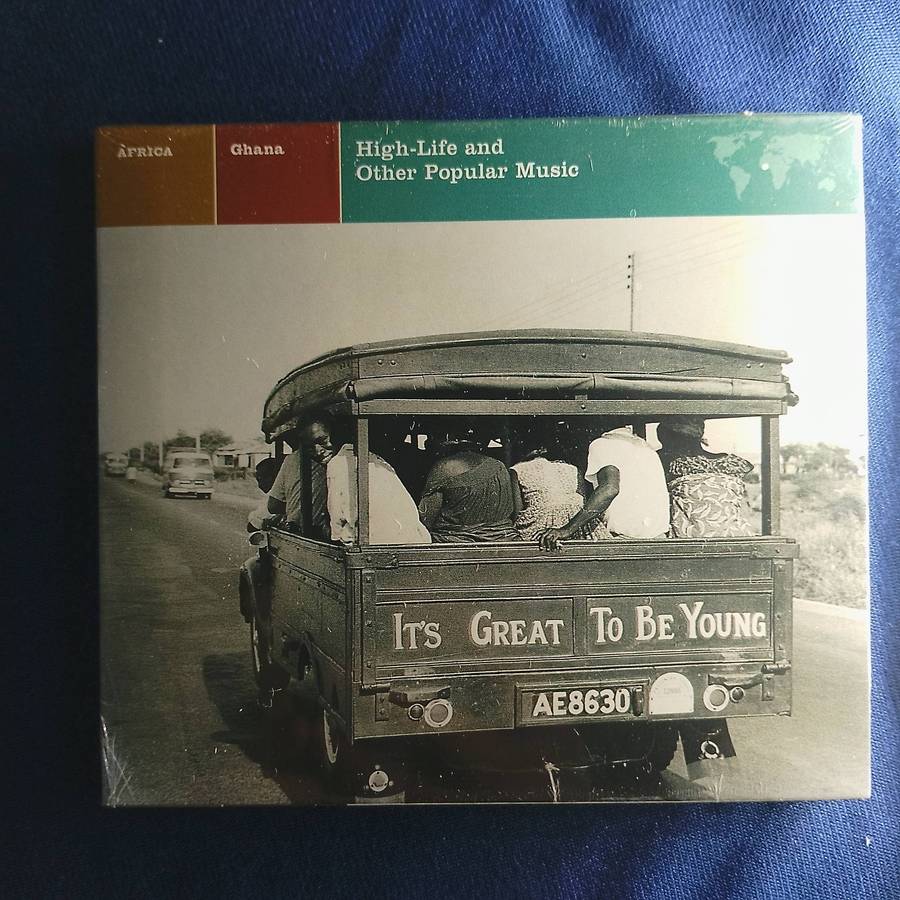 AFRICA
Ghana
High-Life and
Other Popular Music
IT'S GREAT TO BE YOUNG
AE8630